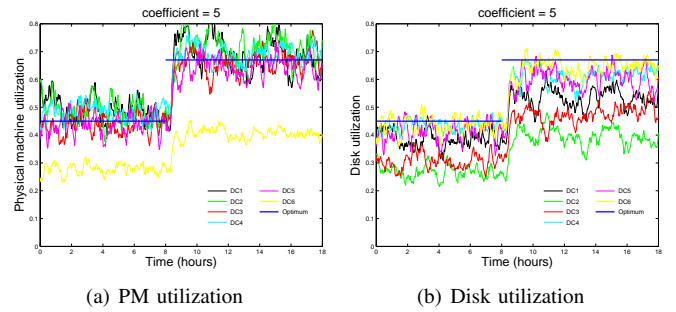 coefficient = 5
coefficient = 5
Physical machine utilization
0.8
0.7
0.6
0.5
0.4
0.3
0.2
0.1
0
0 2 4 6 8 10 12 14 16 18
Time (hours)
DC1
DC2
DC3
DC4
DC5
DC6
Optimum
Disk utilization
0.8
0.7
0.6
0.5
0.4
0.3
0.2
0.1
0
0 2 4 6 8 10 12 14 16 18
Time (hours)
DC1
DC2
DC3
DC4
DC5
DC6
Optimum
(a) PM utilization
(b) Disk utilization